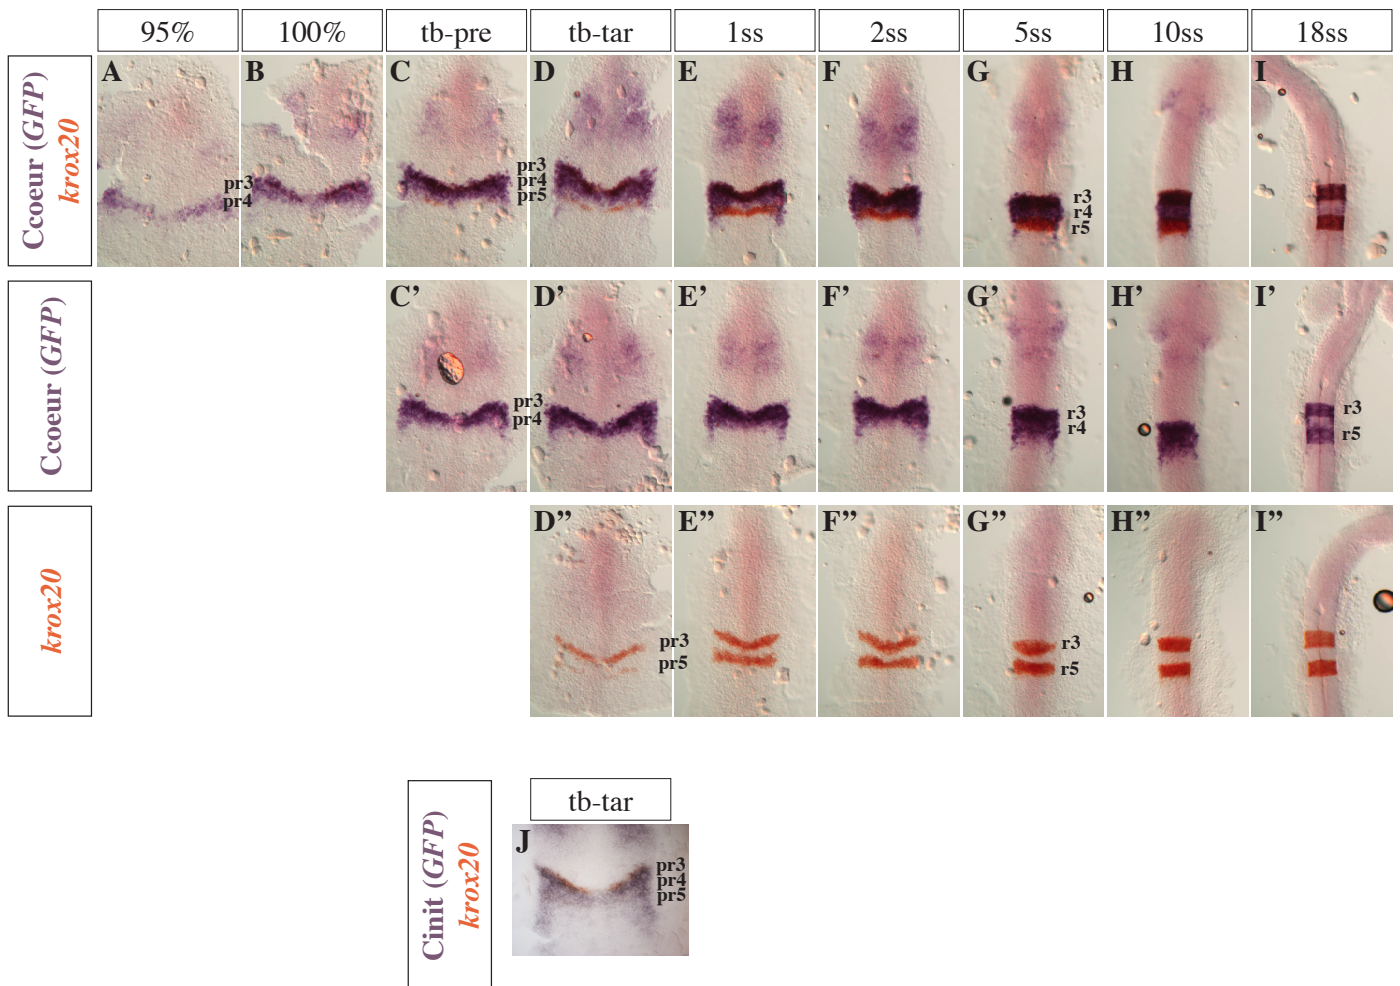 95% 100% tb-pre tb-tar 1ss 2ss 5ss 10ss 18ss
Ccoeur (GFP)
krox20
A B C D E F G H I
pr3
pr4
pr3
pr4
pr5
r3
r4
r5
Ccoeur (GFP)
C’ D’ E’ F’ G’ H’ I’
pr3
pr4
r3
r4
r3
r5
krox20
D” E” F” G” H” I”
pr3
pr5
r3
r5
tb-tar
Cinit (GFP)
krox20
J
pr3
pr4
pr5